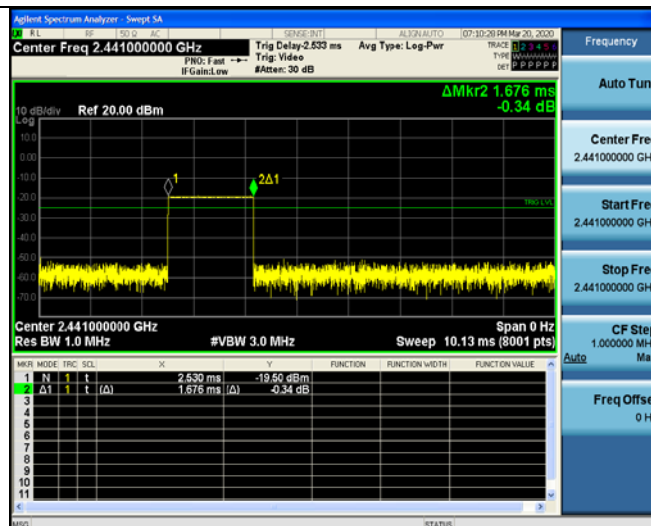 Agilent Spectrum Analyzer - Swept SA
RL RF 50 Ω AC SENSE:INT ALIGN AUTO 07:10:28 PM Mar 20, 2020
Center Freq 2.441000000 GHz
Trig Delay-2.533 ms Avg Type: Log-Pwr TRACE 1 2 3 4 5 6
PNO: Fast Trig: Video TYPE
IFGain:Low #Atten: 30 dB DET P P P P P P
ΔMkr2 1.676 ms
-0.34 dB
10 dB/div Ref 20.00 dBm
Log
10.0
0.00
-10.0
1
2Δ1
-20.0
TRIG LVL
-30.0
-40.0
-50.0
-60.0
-70.0
Center 2.441000000 GHz Span 0 Hz
Res BW 1.0 MHz #VBW 3.0 MHz Sweep 10.13 ms (8001 pts)
MKR MODE TRC SCL X Y FUNCTION FUNCTION WIDTH FUNCTION VALUE
1 N 1 t 2.530 ms -19.50 dBm
2 Δ1 1 t (Δ) 1.676 ms (Δ) -0.34 dB
3
4
5
6
7
8
9
10
11
MSG STATUS
Frequency
Auto Tun
Center Fre
2.441000000 GH
Start Fre
2.441000000 GH
Stop Fre
2.441000000 GH
CF Step
1.000000 MH
Auto Ma
Freq Offse
0 H